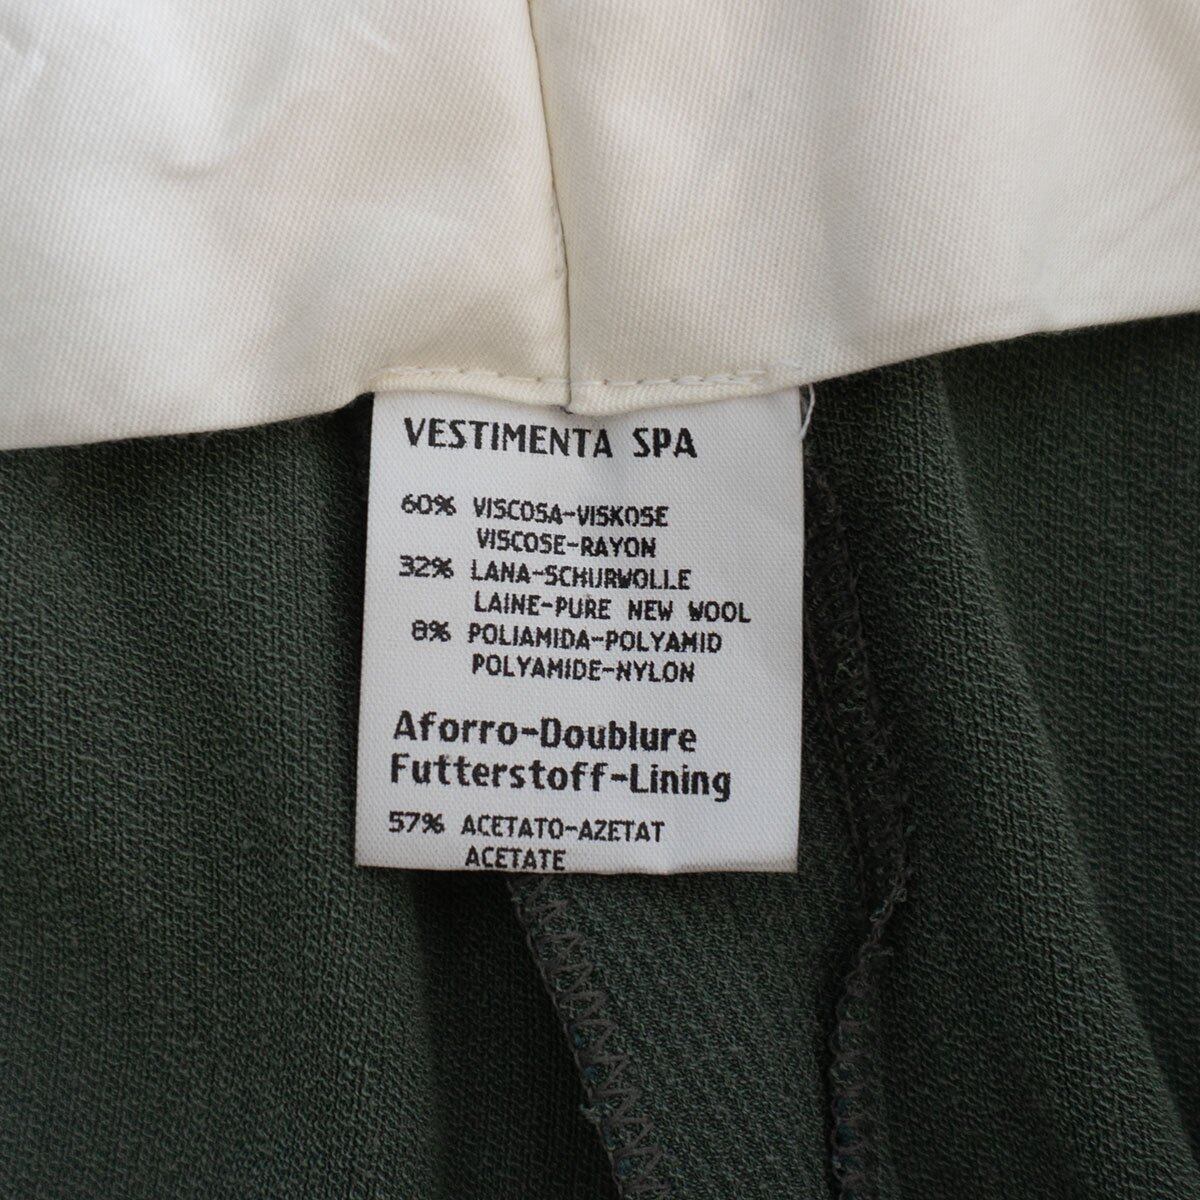 VESTIMENTA SPA
60% VISCOSA-VISKOSE
VISCOSE-RAYON
32% LANA-SCHURWOLLE
LAINE-PURE NEW WOOL
8% POLIAMIDA-POLYAMID
POLYAMIDE-NYLON
Aforro-Doublure
Futterstoff-Lining
57% ACETATO-AZETAT
ACETATE